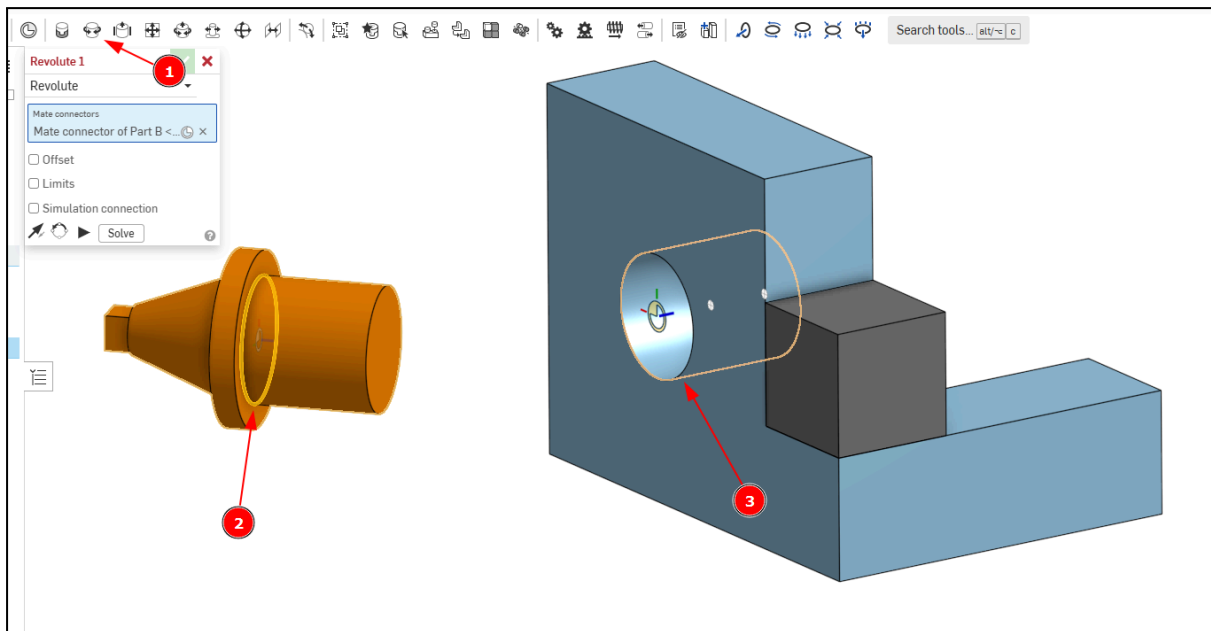 Search tools... alt/⌥ c
1
Revolute 1
Revolute
Mate connectors
Mate connector of Part B <...
Offset
Limits
Simulation connection
Solve
2
3